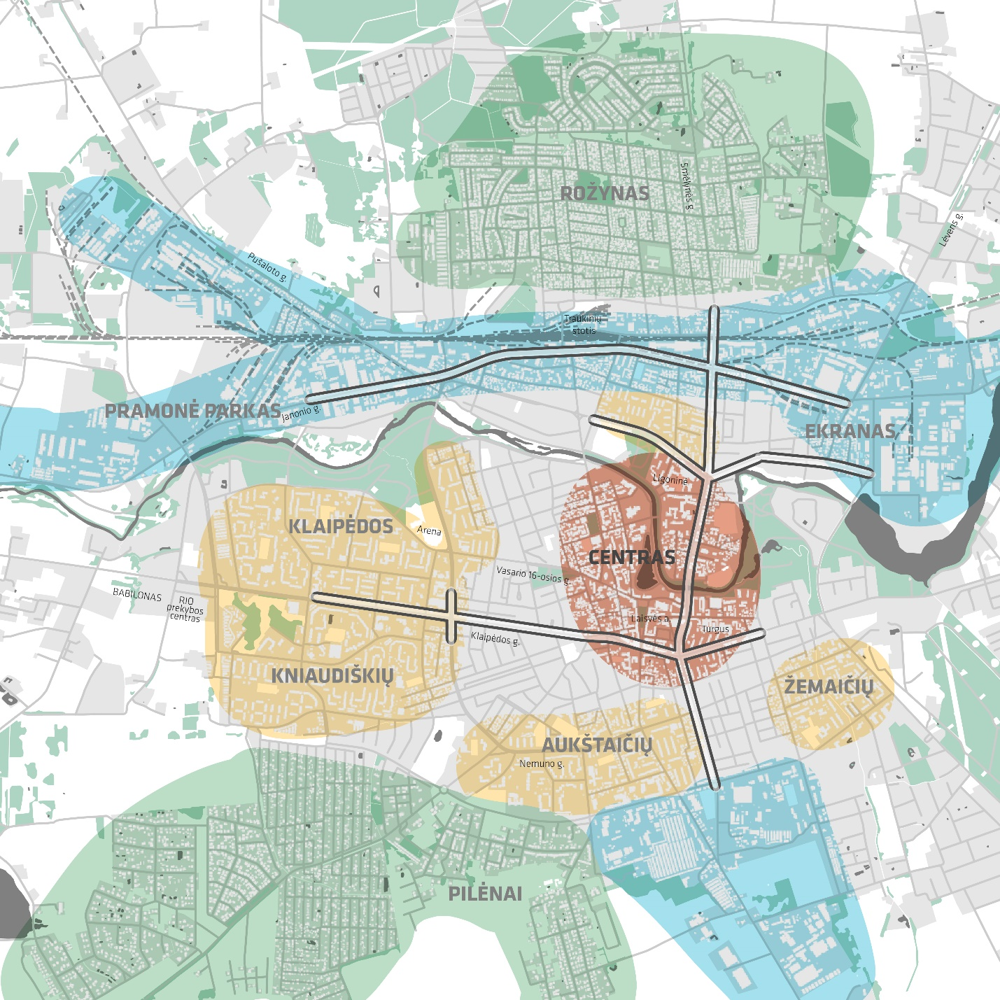 ROŽYNAS
Smėlynės g.
Lėvens g.
Pušaloto g.
Traukinių
stotis
PRAMONĖ PARKAS
Janonio g.
EKRANAS
Ligoninė
KLAIPĖDOS
Arena
CENTRAS
Vasario 16-osios g.
BABILONAS
RIO
prekybos
centras
Laisvės a.
Turgus
Klaipėdos g.
KNIAUDIŠKIŲ
ŽEMAIČIŲ
AUKŠTAIČIŲ
Nemuno g.
PILĖNAI